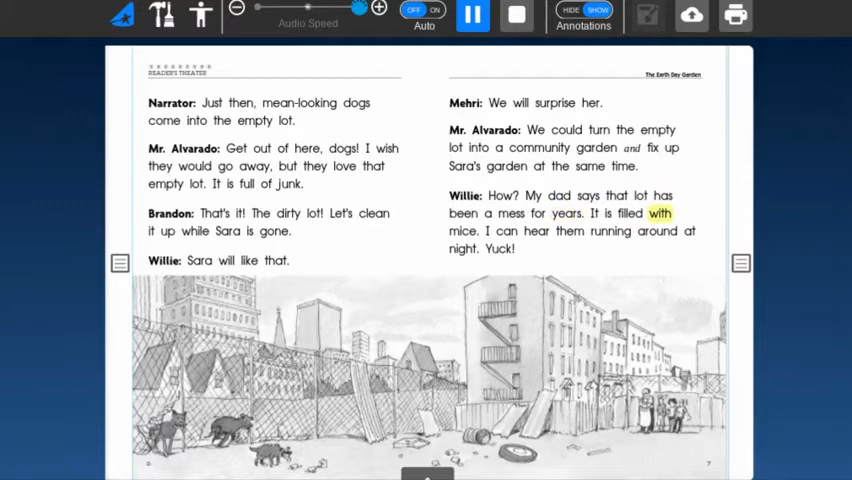 Audio Speed
OFF ON
Auto
HIDE SHOW
Annotations
READER'S THEATER
Narrator: Just then, mean-looking dogs
come into the empty lot.
Mr. Alvarado: Get out of here, dogs! I wish
they would go away, but they love that
empty lot. It is full of junk.
Brandon: That's it! The dirty lot! Let's clean
it up while Sara is gone.
Willie: Sara will like that.
6
The Earth Day Garden
Mehri: We will surprise her.
Mr. Alvarado: We could turn the empty
lot into a community garden and fix up
Sara's garden at the same time.
Willie: How? My dad says that lot has
been a mess for years. It is filled with
mice. I can hear them running around at
night. Yuck!
7